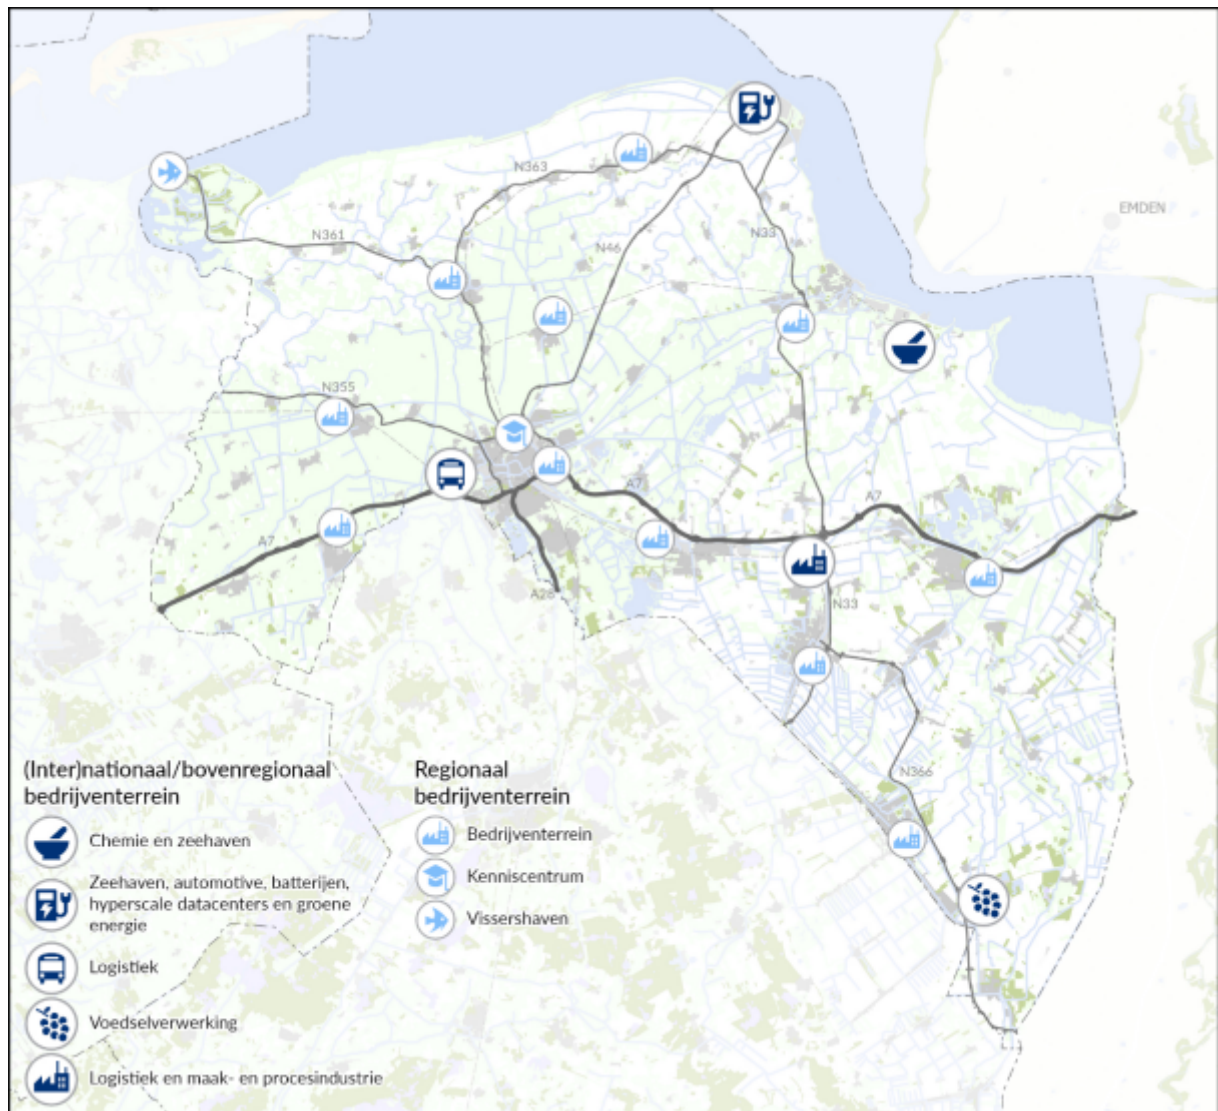 N363
EMDEN
N361
N46
N33
N355
A7
A7
A7
A28
N33
N366
(Inter)nationaal/bovenregionaal
bedrijventerrein
Chemie en zeehaven
Zeehaven, automotive, batterijen,
hyperscale datacenters en groene
energie
Logistiek
Voedselverwerking
Logistiek en maak- en procesindustrie
Regionaal
bedrijventerrein
Bedrijventerrein
Kenniscentrum
Vissershaven